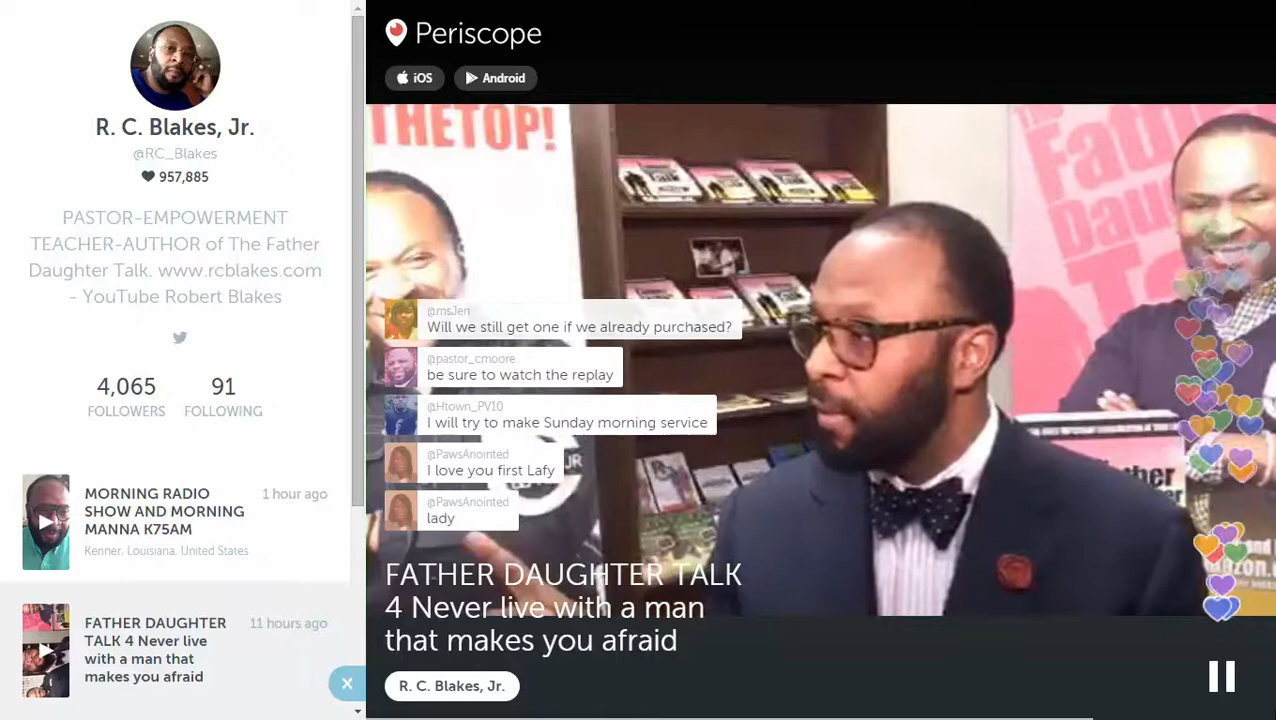 R. C. Blakes, Jr.
@RC_Blakes
957,885
PASTOR-EMPOWERMENT
TEACHER-AUTHOR of The Father
Daughter Talk. www.rcblakes.com
- YouTube Robert Blakes
4,065
91
FOLLOWERS
FOLLOWING
MORNING RADIO
SHOW AND MORNING
MANNA K75AM
1 hour ago
Kenner, Louisiana, United States
FATHER DAUGHTER
TALK 4 Never live
with a man that
makes you afraid
11 hours ago
Periscope
iOS
Android
THETOP!
Father
@msJen
Will we still get one if we already purchased?
@pastor_cmoore
be sure to watch the replay
@Htown_PV10
I will try to make Sunday morning service
@PawsAnointed
I love you first Lafy
@PawsAnointed
lady
FATHER DAUGHTER TALK
4 Never live with a man
that makes you afraid
R. C. Blakes, Jr.